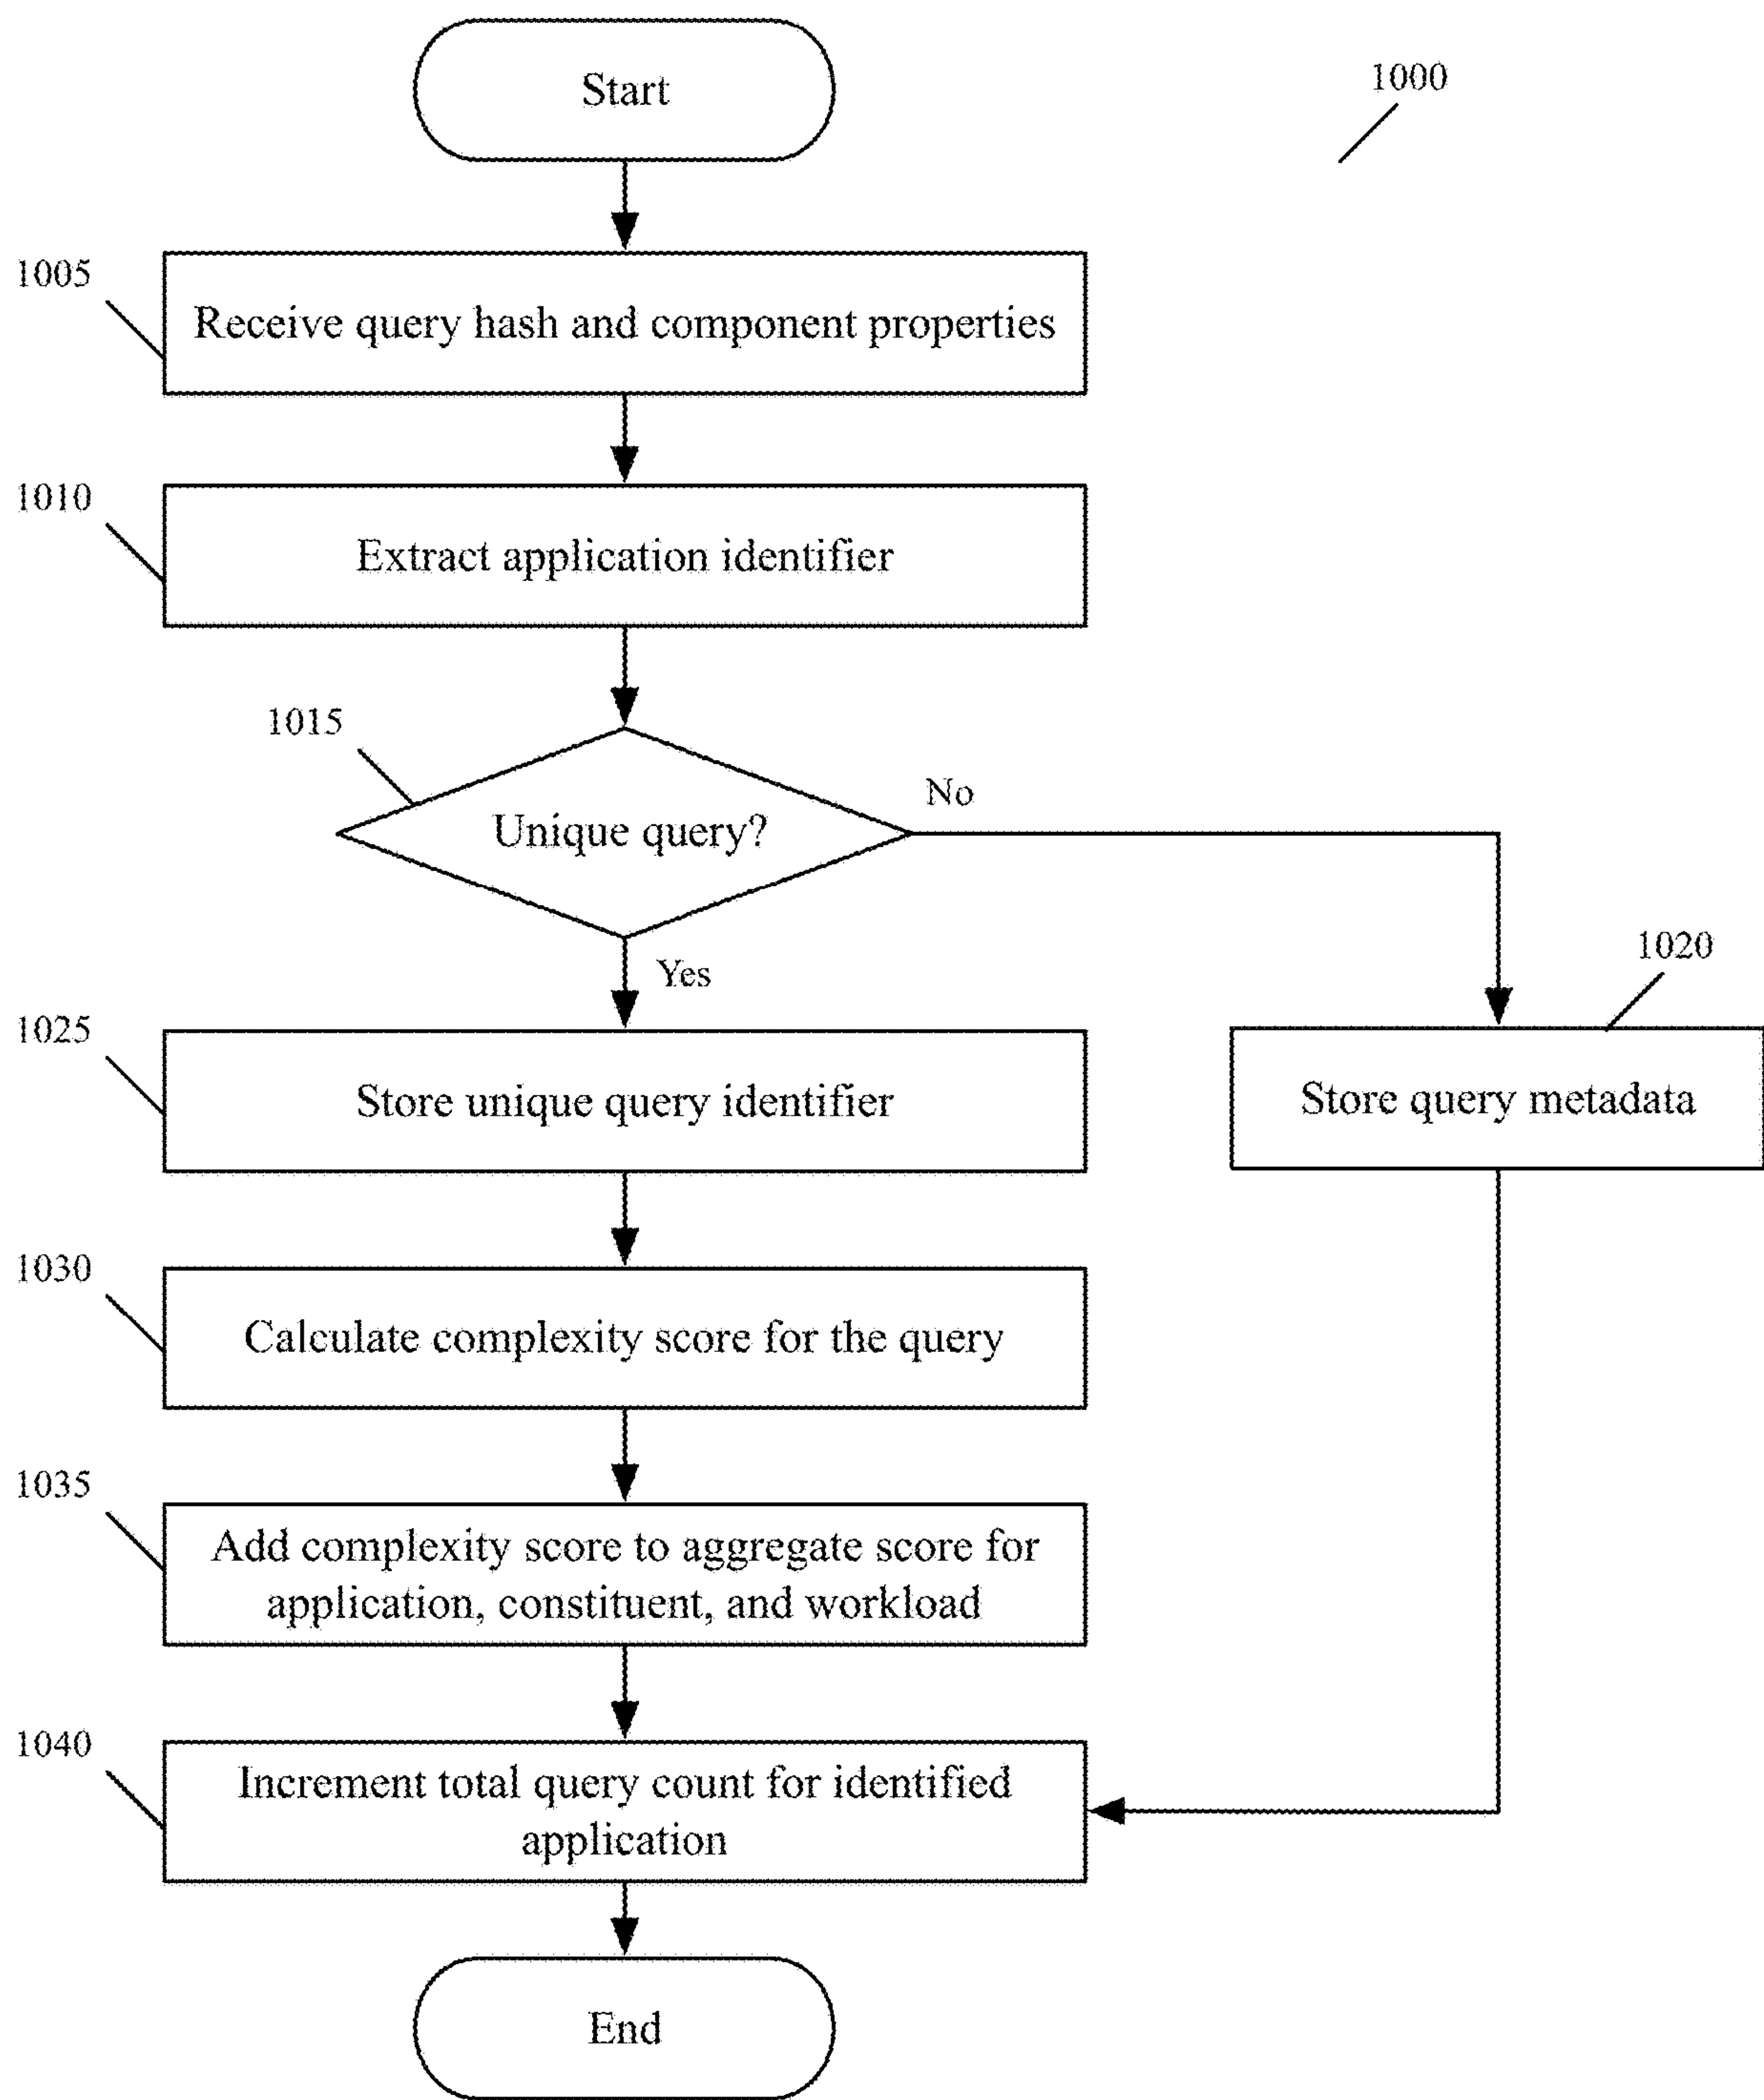 Start
1000
1005
Receive query hash and component properties
1010
Extract application identifier
1015
Unique query?
No
Yes
1020
1025
Store unique query identifier
Store query metadata
1030
Calculate complexity score for the query
1035
Add complexity score to aggregate score for
application, constituent, and workload
1040
Increment total query count for identified
application
End